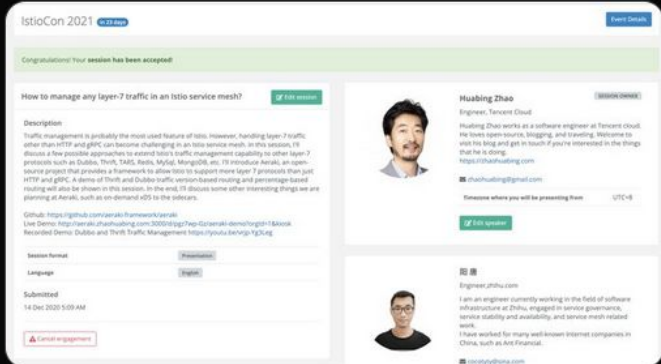 IstioCon 2021 in 23 days
Event Details
Congratulations! Your session has been accepted!
How to manage any layer-7 traffic in an Istio service mesh?
Edit session
Description
Traffic management is probably the most used feature of Istio. However, handling layer-7 traffic
other than HTTP and gRPC can become challenging in an Istio service mesh. In this session, I'll
discuss a few possible approaches to extend Istio's traffic management capability to other layer-7
protocols such as Dubbo, Thrift, TARS, Redis, MySql, MongoDB, etc. I'll introduce Aeraki, an open-
source project that provides a framework to allow Istio to support more layer 7 protocols than just
HTTP and gRPC. A demo of Thrift and Dubbo traffic version-based routing and percentage-based
routing will also be shown in this session. In the end, I'll discuss some other interesting things we are
planning at Aeraki, such as on-demand xDS to the sidecars.
Github: https://github.com/aeraki-framework/aeraki
Live Demo:
Recorded Demo: Dubbo and Thrift Traffic Management
Session format Presentation
Language English
Submitted
14 Dec 2020 5:09 AM
Cancel engagement
Huabing Zhao
SESSION OWNER
Engineer, Tencent Cloud
Huabing Zhao works as a software engineer at Tencent cloud.
He loves open-source, blogging, and traveling. Welcome to
visit his blog and get in touch if you're interested in the things
that he is doing.
https://zhaohuabing.com
zhaohuabing@gmail.com
Timezone where you will be presenting from UTC+8
Edit speaker
阳 唐
Engineer,zhihu.com
I am an engineer currently working in the field of software
infrastructure at Zhihu, engaged in service governance,
service stability and availability, and service mesh related
work.
I have worked for many well-known Internet companies in
China, such as Ant Financial.